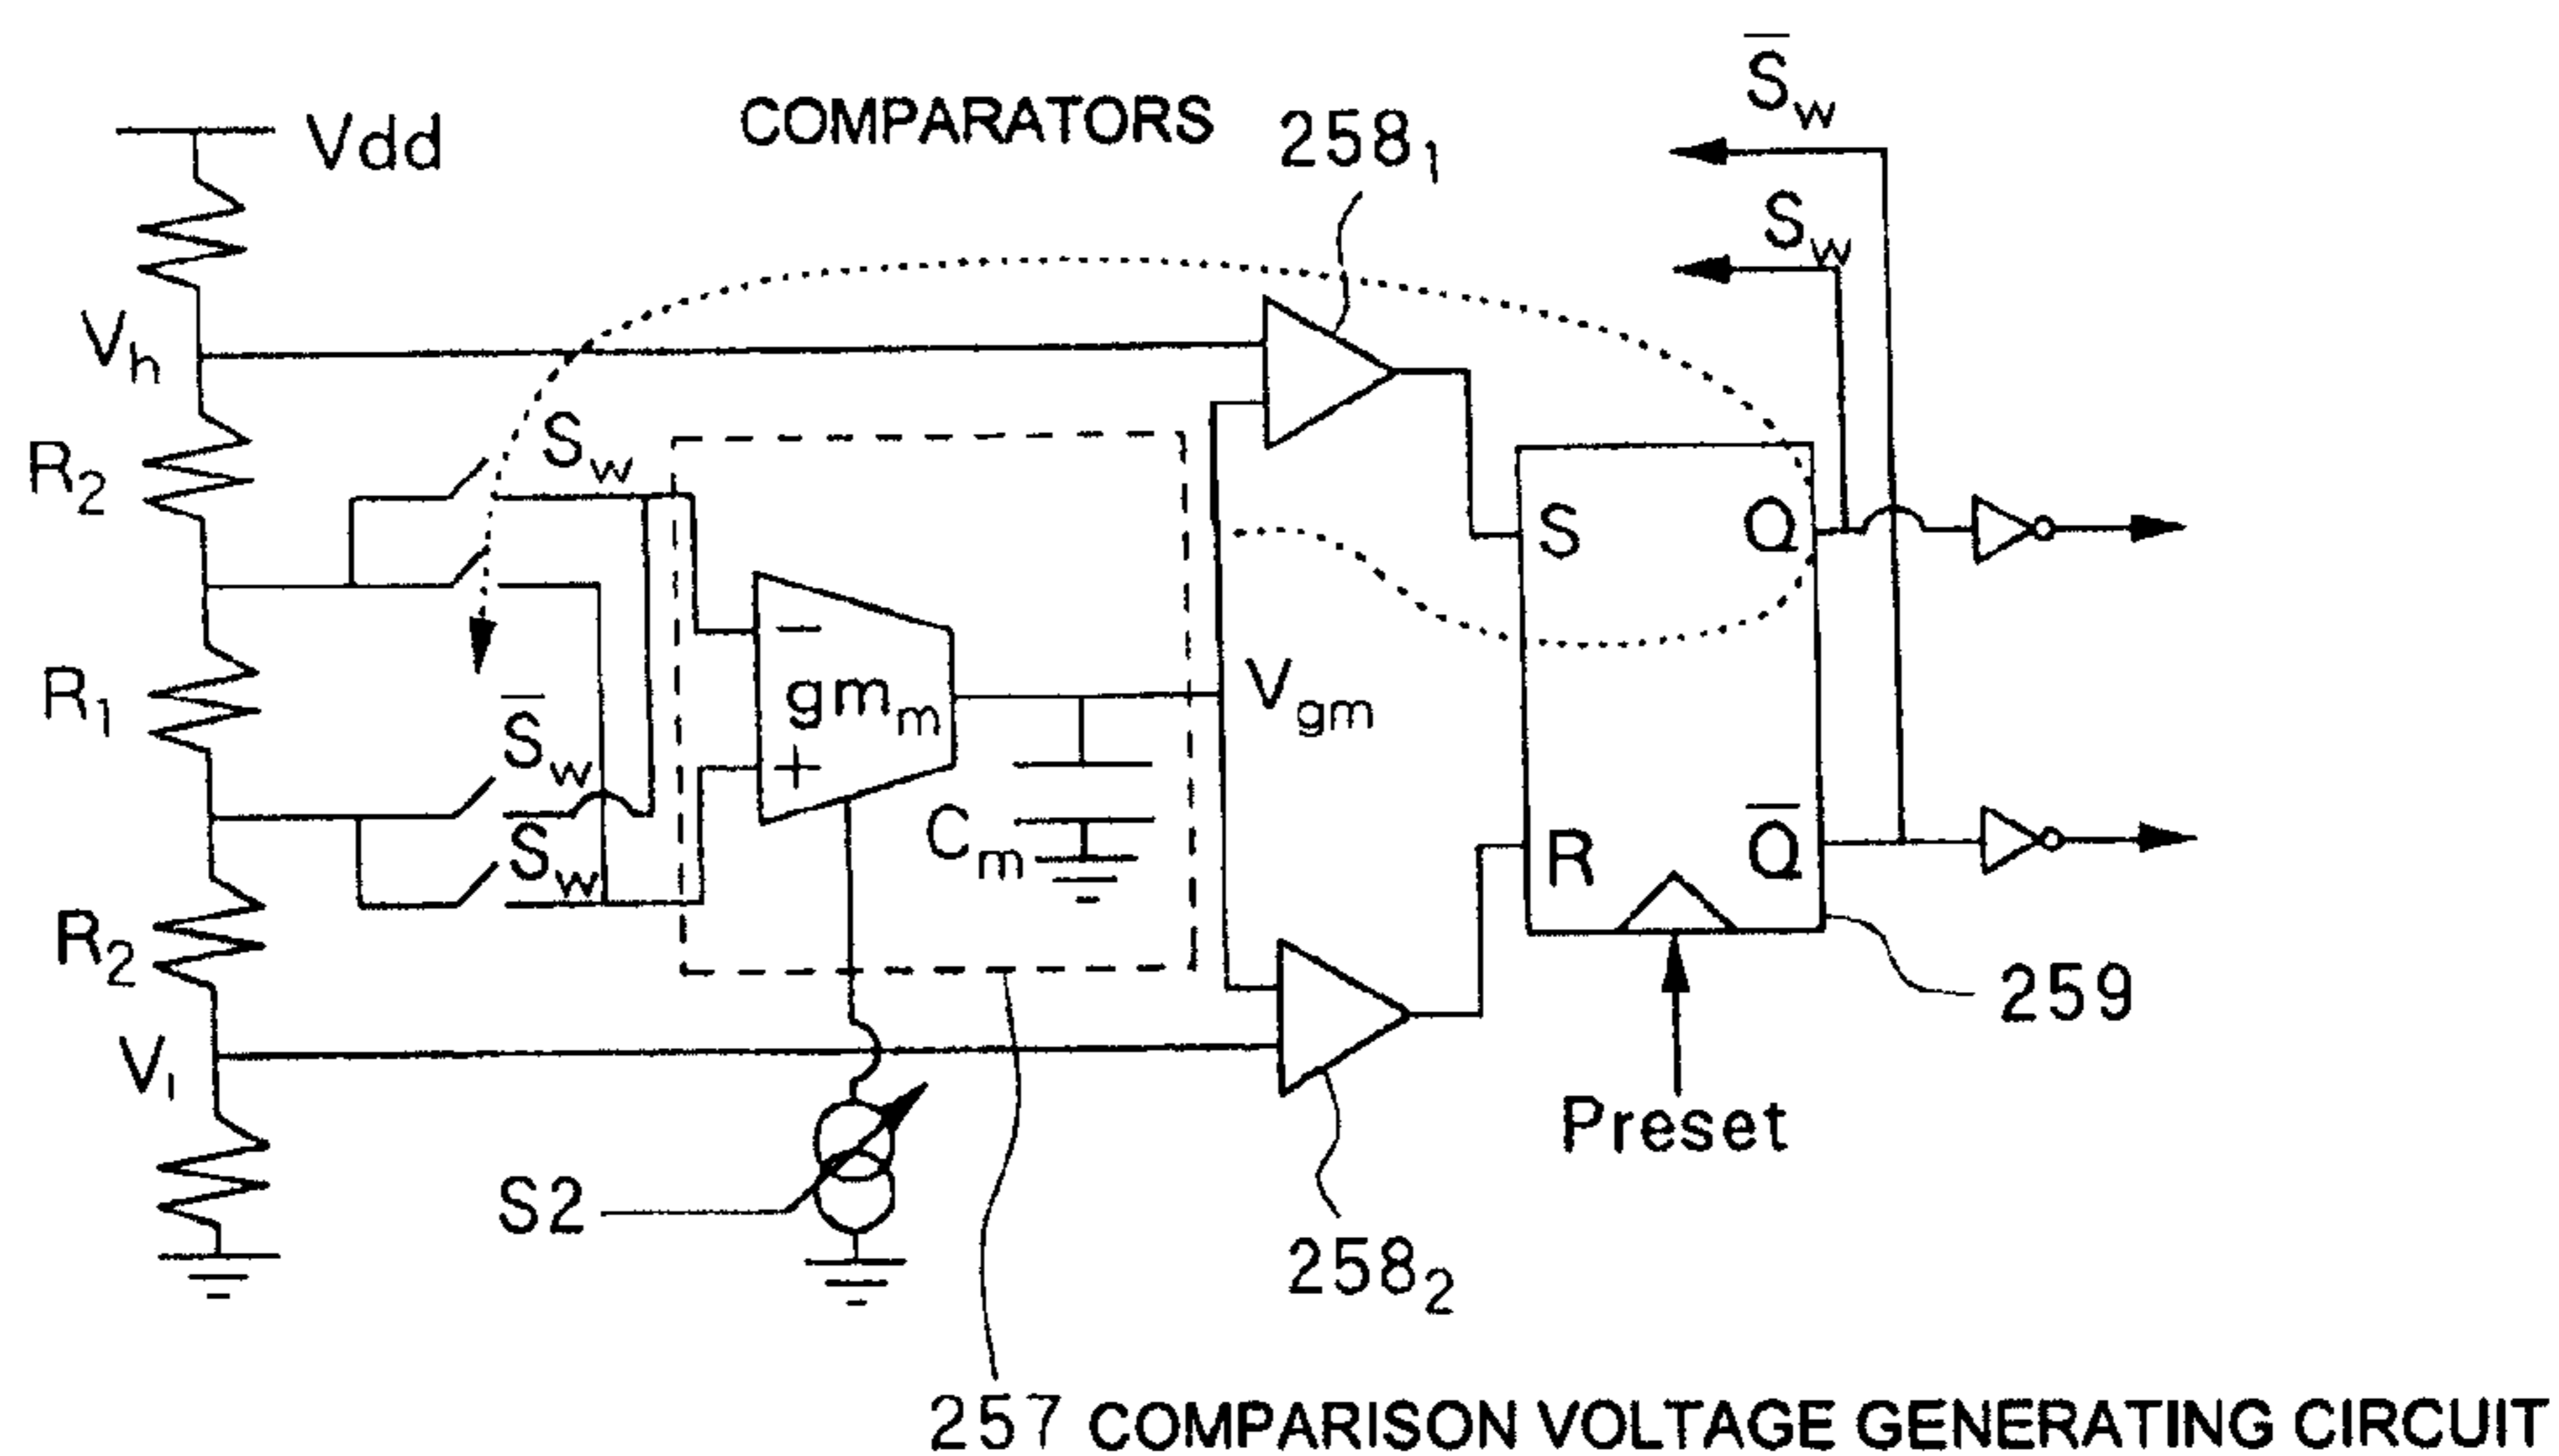 S̅w
COMPARATORS 258₁
Vdd
Sw
Vh
R₂
Sw
S Q
R₁
gmm
−
+
Vgm
S̅w
Cm
Sw
R Q̅
R₂
259
Vl
Preset
S2
258₂
257 COMPARISON VOLTAGE GENERATING CIRCUIT